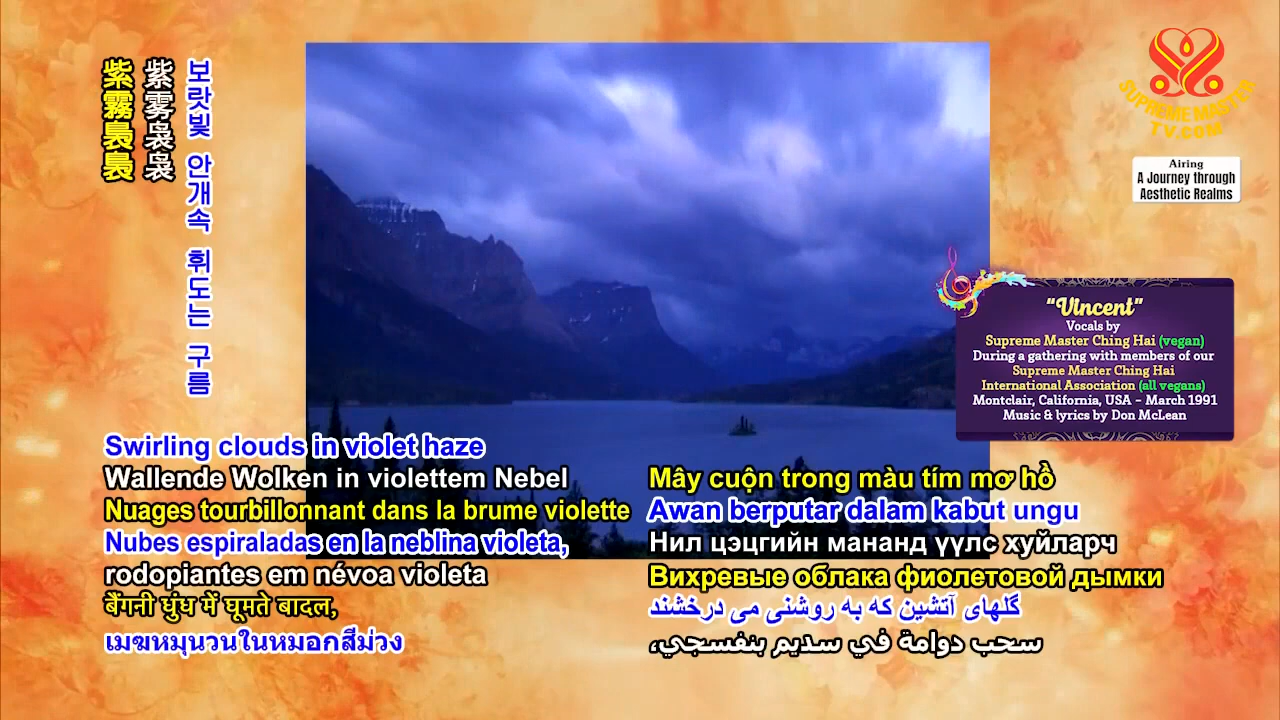 紫霧裊裊
紫雾袅袅
보랏빛 안개속 휘도는 구름
SUPREME MASTER
TV.COM
Airing
A Journey through
Aesthetic Realms
“Vincent”
Vocals by
Supreme Master Ching Hai (vegan)
During a gathering with members of our
Supreme Master Ching Hai
International Association (all vegans)
Montclair, California, USA – March 1991
Music & lyrics by Don McLean
Swirling clouds in violet haze
Wallende Wolken in violettem Nebel
Nuages tourbillonnant dans la brume violette
Nubes espiraladas en la neblina violeta,
rodopiantes em névoa violeta
बैंगनी धुंध में घूमते बादल,
เมฆหมุนวนในหมอกสีม่วง
Mây cuộn trong màu tím mơ hồ
Awan berputar dalam kabut ungu
Нил цэцгийн мананд үүлс хуйларч
Вихревые облака фиолетовой дымки
گلهای آتشین که به روشنی می درخشند
سحب دوامة في سديم بنفسجي،